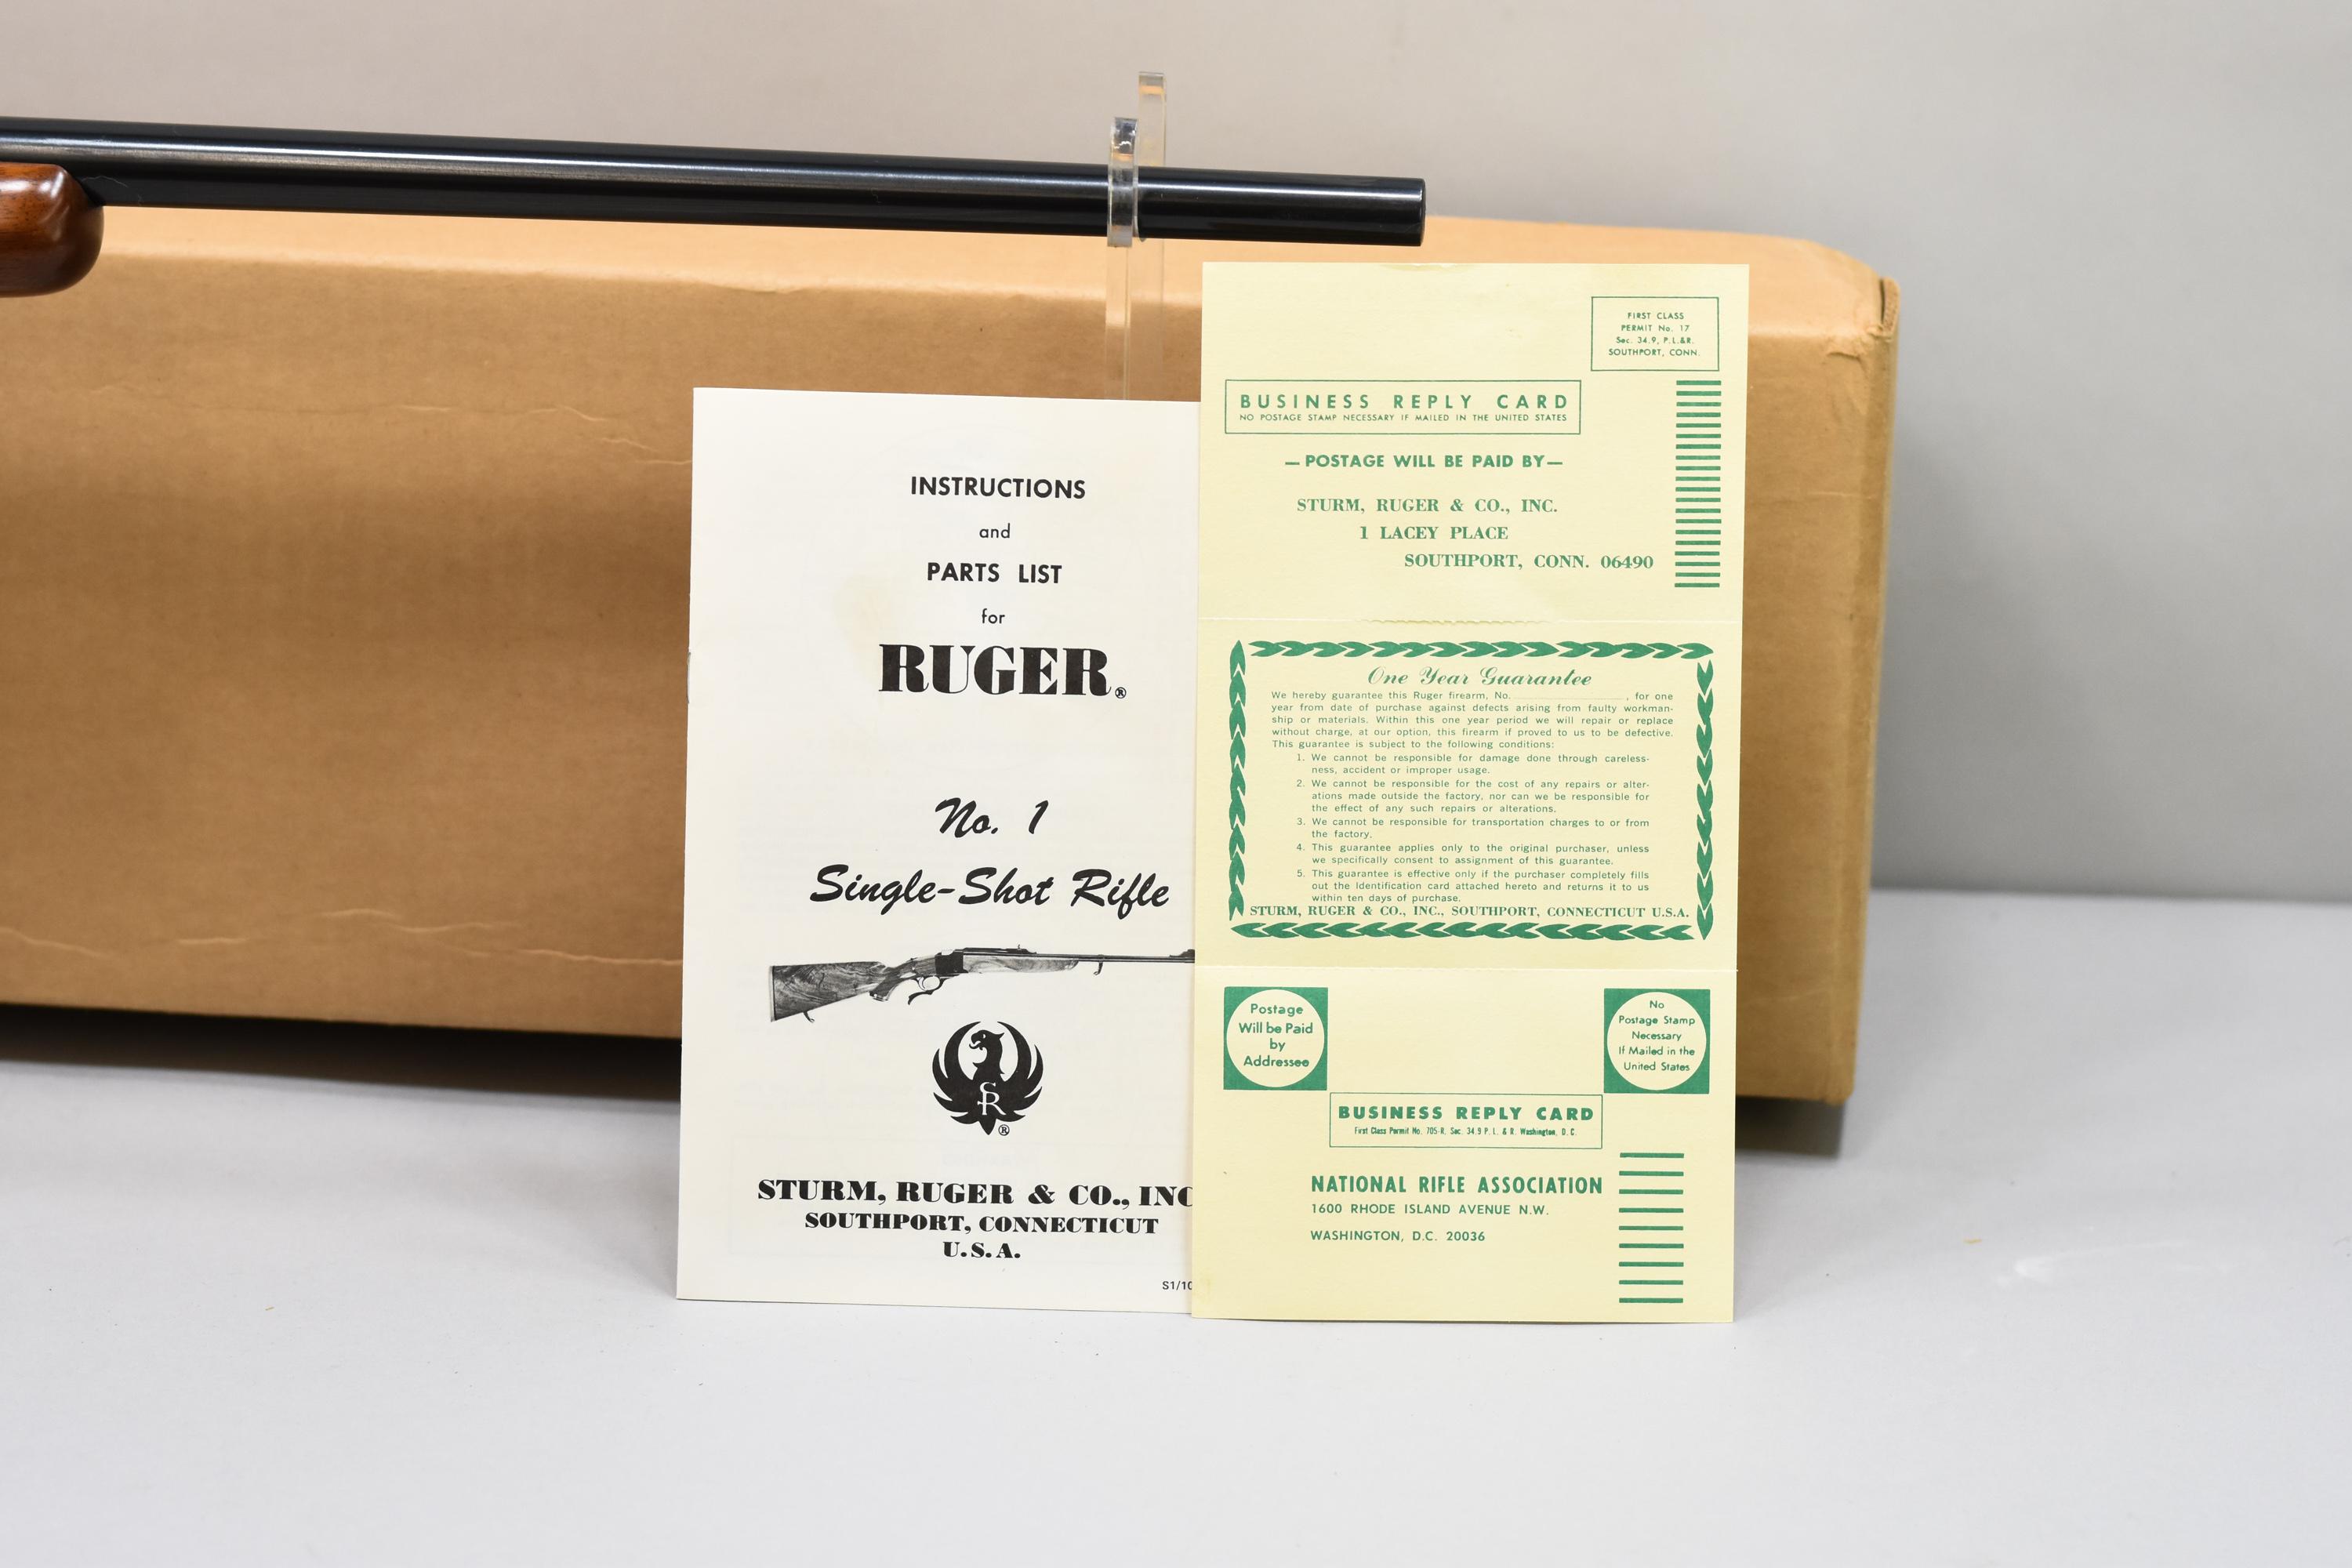 INSTRUCTIONS
and
PARTS LIST
for
RUGER®
No. 1
Single-Shot Rifle
SR
®
STURM, RUGER & CO., INC
SOUTHPORT, CONNECTICUT
U.S.A.
S1/10
FIRST CLASS
PERMIT No. 17
Sec. 34.9, P.L.&R.
SOUTHPORT, CONN.
BUSINESS REPLY CARD
NO POSTAGE STAMP NECESSARY IF MAILED IN THE UNITED STATES
—POSTAGE WILL BE PAID BY—
STURM, RUGER & CO., INC.
1 LACEY PLACE
SOUTHPORT, CONN. 06490
One Year Guarantee
We hereby guarantee this Ruger firearm, No. , for one
year from date of purchase against defects arising from faulty workman-
ship or materials. Within this one year period we will repair or replace
without charge, at our option, this firearm if proved to us to be defective.
This guarantee is subject to the following conditions:
1. We cannot be responsible for damage done through careless-
ness, accident or improper usage.
2. We cannot be responsible for the cost of any repairs or alter-
ations made outside the factory, nor can we be responsible for
the effect of any such repairs or alterations.
3. We cannot be responsible for transportation charges to or from
the factory.
4. This guarantee applies only to the original purchaser, unless
we specifically consent to assignment of this guarantee.
5. This guarantee is effective only if the purchaser completely fills
out the Identification card attached hereto and returns it to us
within ten days of purchase.
STURM, RUGER & CO., INC., SOUTHPORT, CONNECTICUT U.S.A.
Postage
Will be Paid
by
Addressee
No
Postage Stamp
Necessary
If Mailed in the
United States
BUSINESS REPLY CARD
First Class Permit No. 705-R, Sec. 34.9 P. L. & R. Washington, D. C.
NATIONAL RIFLE ASSOCIATION
1600 RHODE ISLAND AVENUE N.W.
WASHINGTON, D.C. 20036